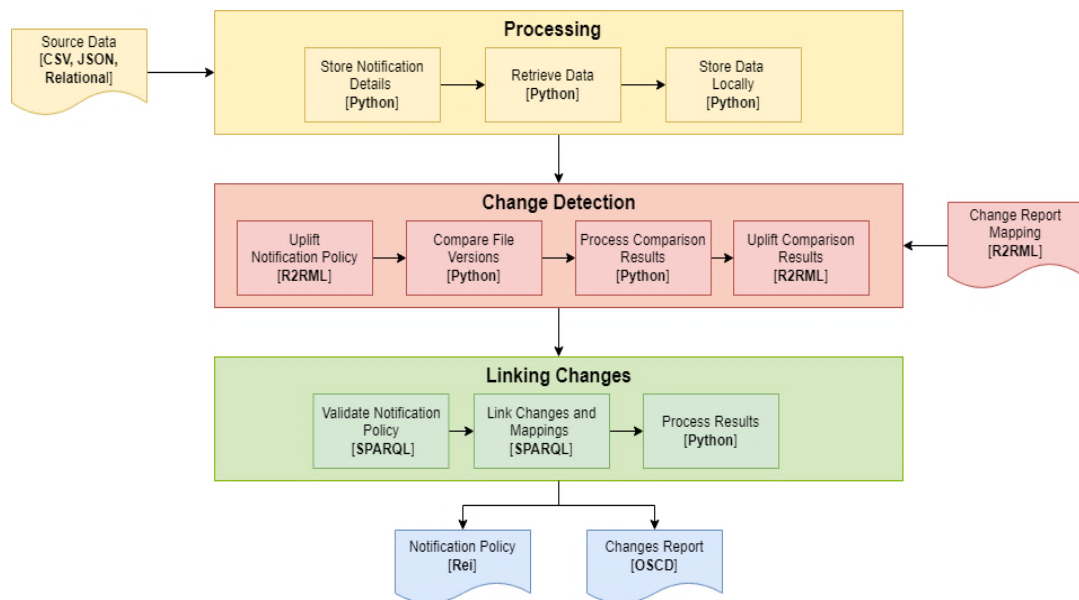 Source Data
[CSV, JSON,
Relational]
Processing
Store Notification
Details
[Python]
Retrieve Data
[Python]
Store Data
Locally
[Python]
Change Detection
Uplift
Notification Policy
[R2RML]
Compare File
Versions
[Python]
Process Comparison
Results
[Python]
Uplift Comparison
Results
[R2RML]
Change Report
Mapping
[R2RML]
Linking Changes
Validate Notification
Policy
[SPARQL]
Link Changes and
Mappings
[SPARQL]
Process Results
[Python]
Notification Policy
[Rei]
Changes Report
[OSCD]